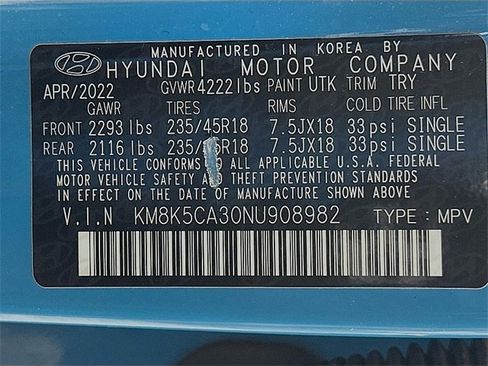 MANUFACTURED IN KOREA BY
HYUNDAI MOTOR COMPANY
APR/2022 GVWR 4222lbs PAINT UTK TRIM TRY
GAWR TIRES RIMS COLD TIRE INFL
FRONT 2293 lbs 235/45R18 7.5JX18 33psi SINGLE
REAR 2116 lbs 7.5JX18 33psi SINGLE
THIS VEHICLE CONFORMS ALL APPLICABLE U.S.A. FEDERAL
MOTOR VEHICLE SAFETY AND THEFT PREVENTION STANDARDS
IN EFFECT ON THE DATE OF MANUFACTURE SHOWN ABOVE
V.I.N KM8K5CA30NU908982 TYPE : MPV